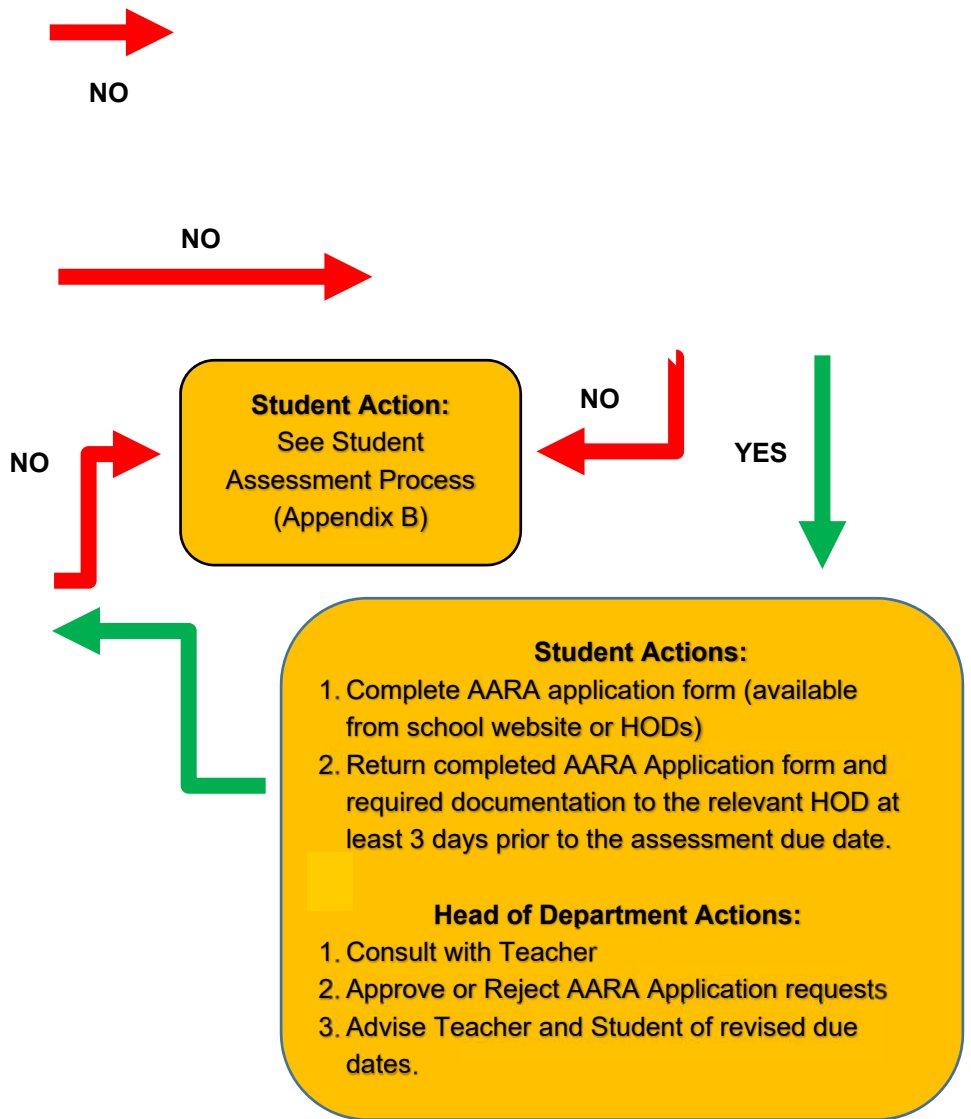 NO
NO
Student Action:
See Student
Assessment Process
(Appendix B)
NO
YES
NO
Student Actions:
1. Complete AARA application form (available
from school website or HODs)
2. Return completed AARA Application form and
required documentation to the relevant HOD at
least 3 days prior to the assessment due date.
Head of Department Actions:
1. Consult with Teacher
2. Approve or Reject AARA Application requests
3. Advise Teacher and Student of revised due
dates.